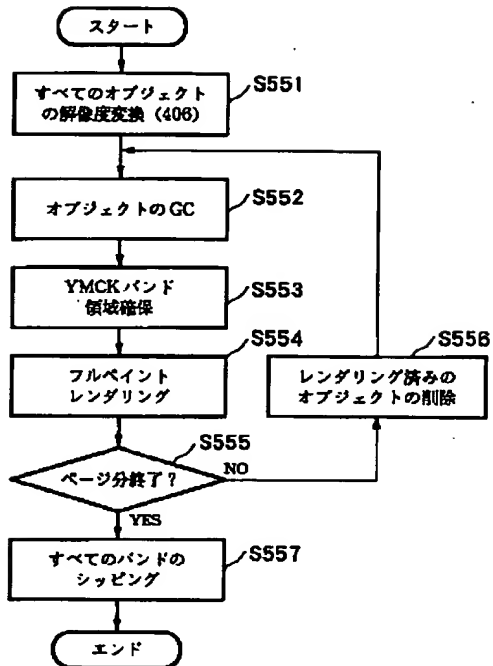 スタート
すべてのオブジェクト
の解像度変換(406)
S551
オブジェクトのGC
S552
YMCKバンド
領域確保
S553
フルペイント
レンダリング
S554
ページ分終了?
S555
NO
YES
レンダリング済みの
オブジェクトの削除
S556
すべてのバンドの
シッピング
S557
エンド